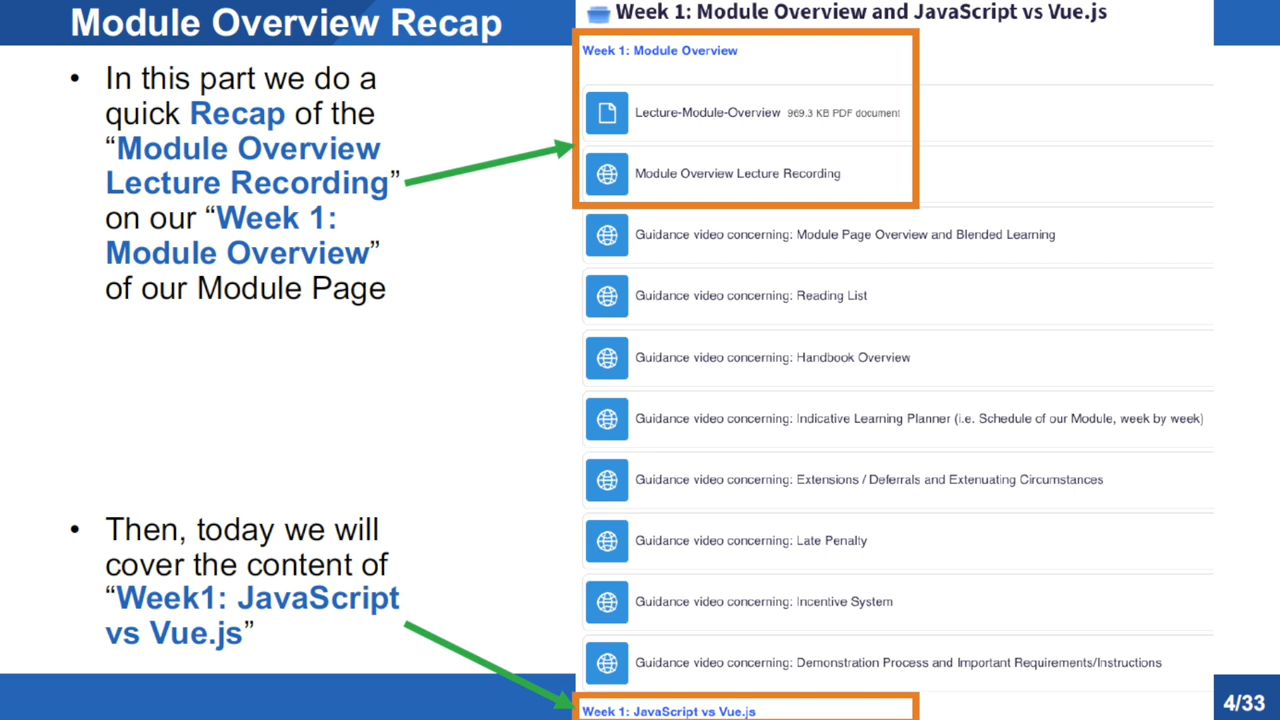 Module Overview Recap
• In this part we do a
quick Recap of the
“Module Overview
Lecture Recording”
on our “Week 1:
Module Overview”
of our Module Page
• Then, today we will
cover the content of
“Week1: JavaScript
vs Vue.js”
Week 1: Module Overview and JavaScript vs Vue.js
Week 1: Module Overview
Lecture-Module-Overview 969.3 KB PDF document
Module Overview Lecture Recording
Guidance video concerning: Module Page Overview and Blended Learning
Guidance video concerning: Reading List
Guidance video concerning: Handbook Overview
Guidance video concerning: Indicative Learning Planner (i.e. Schedule of our Module, week by week)
Guidance video concerning: Extensions / Deferrals and Extenuating Circumstances
Guidance video concerning: Late Penalty
Guidance video concerning: Incentive System
Guidance video concerning: Demonstration Process and Important Requirements/Instructions
Week 1: JavaScript vs Vue.js
4/33